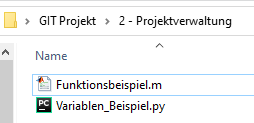 GIT Projekt > 2 - Projektverwaltung
Name
Funktionsbeispiel.m
Variablen_Beispiel.py